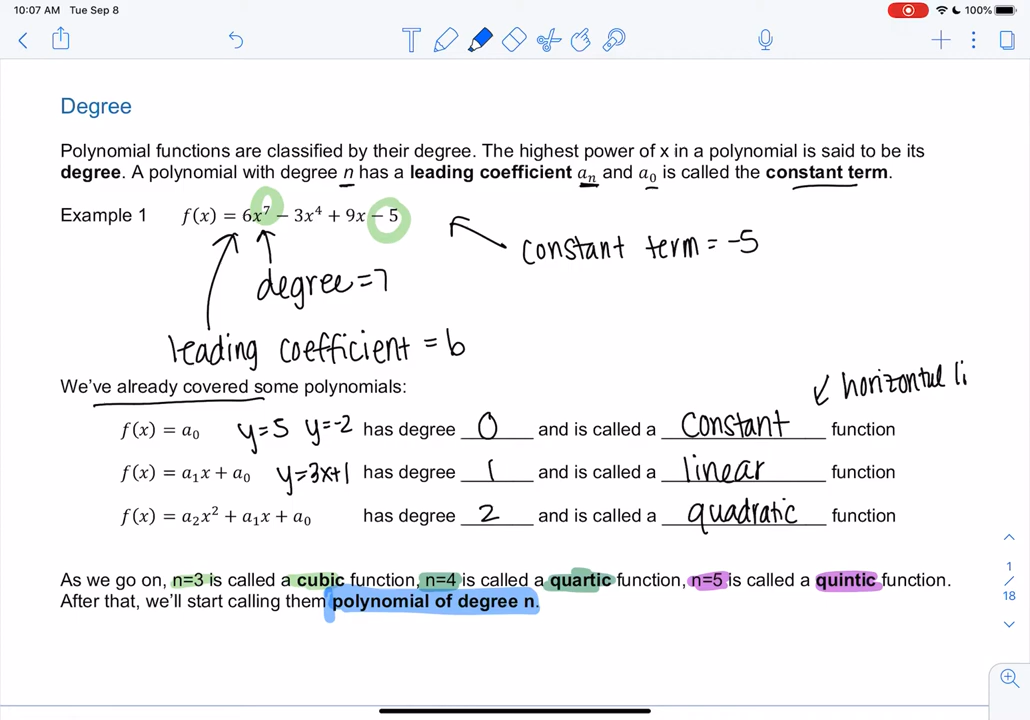 10:07 AM Tue Sep 8 100%
T
Degree
Polynomial functions are classified by their degree. The highest power of x in a polynomial is said to be its
degree. A polynomial with degree n has a leading coefficient aₙ and a₀ is called the constant term.
Example 1 f(x) = 6x⁷ − 3x⁴ + 9x − 5
constant term = -5
degree = 7
leading coefficient = 6
We've already covered some polynomials:
horizontal li
f(x) = a₀ y=5 y=-2 has degree 0 and is called a constant function
f(x) = a₁x + a₀ y=3x+1 has degree 1 and is called a linear function
f(x) = a₂x² + a₁x + a₀ has degree 2 and is called a quadratic function
As we go on, n=3 is called a cubic function, n=4 is called a quartic function, n=5 is called a quintic function.
After that, we'll start calling them polynomial of degree n.
1
/
18